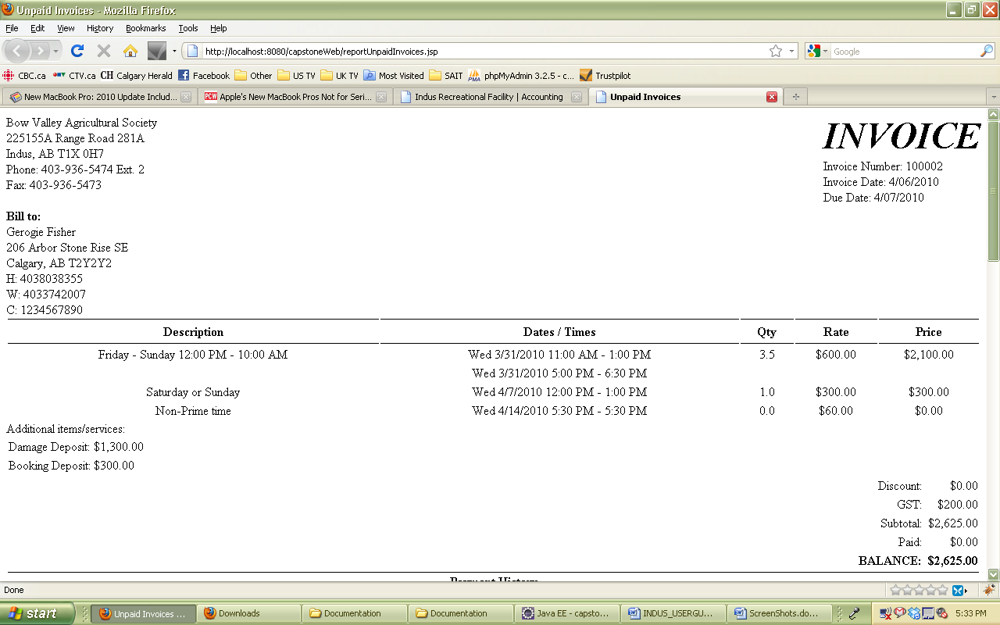 Unpaid Invoices - Mozilla Firefox
File Edit View History Bookmarks Tools Help
http://localhost:8080/capstoneWeb/reportUnpaidInvoices.jsp
Google
CBC.ca CTV.ca CH Calgary Herald Facebook Other US TV UK TV Most Visited SAIT PMA phpMyAdmin 3.2.5 - c... Trustpilot
New MacBook Pro: 2010 Update Includ... PCW Apple's New MacBook Pros Not for Seri... Indus Recreational Facility | Accounting Unpaid Invoices
Bow Valley Agricultural Society
225155A Range Road 281A
Indus, AB T1X 0H7
Phone: 403-936-5474 Ext. 2
Fax: 403-936-5473
INVOICE
Invoice Number: 100002
Invoice Date: 4/06/2010
Due Date: 4/07/2010
Bill to:
Gerogie Fisher
206 Arbor Stone Rise SE
Calgary, AB T2Y2Y2
H: 4038038355
W: 4033742007
C: 1234567890
Description Dates / Times Qty Rate Price
Friday - Sunday 12:00 PM - 10:00 AM Wed 3/31/2010 11:00 AM - 1:00 PM 3.5 $600.00 $2,100.00
Wed 3/31/2010 5:00 PM - 6:30 PM
Saturday or Sunday Wed 4/7/2010 12:00 PM - 1:00 PM 1.0 $300.00 $300.00
Non-Prime time Wed 4/14/2010 5:30 PM - 5:30 PM 0.0 $60.00 $0.00
Additional items/services:
Damage Deposit: $1,300.00
Booking Deposit: $300.00
Discount: $0.00
GST: $200.00
Subtotal: $2,625.00
Paid: $0.00
BALANCE: $2,625.00
Payment History
Done
start Unpaid Invoices ... Downloads Documentation Documentation Java EE - capsto... INDUS_USERGU... ScreenShots.do... 5:33 PM